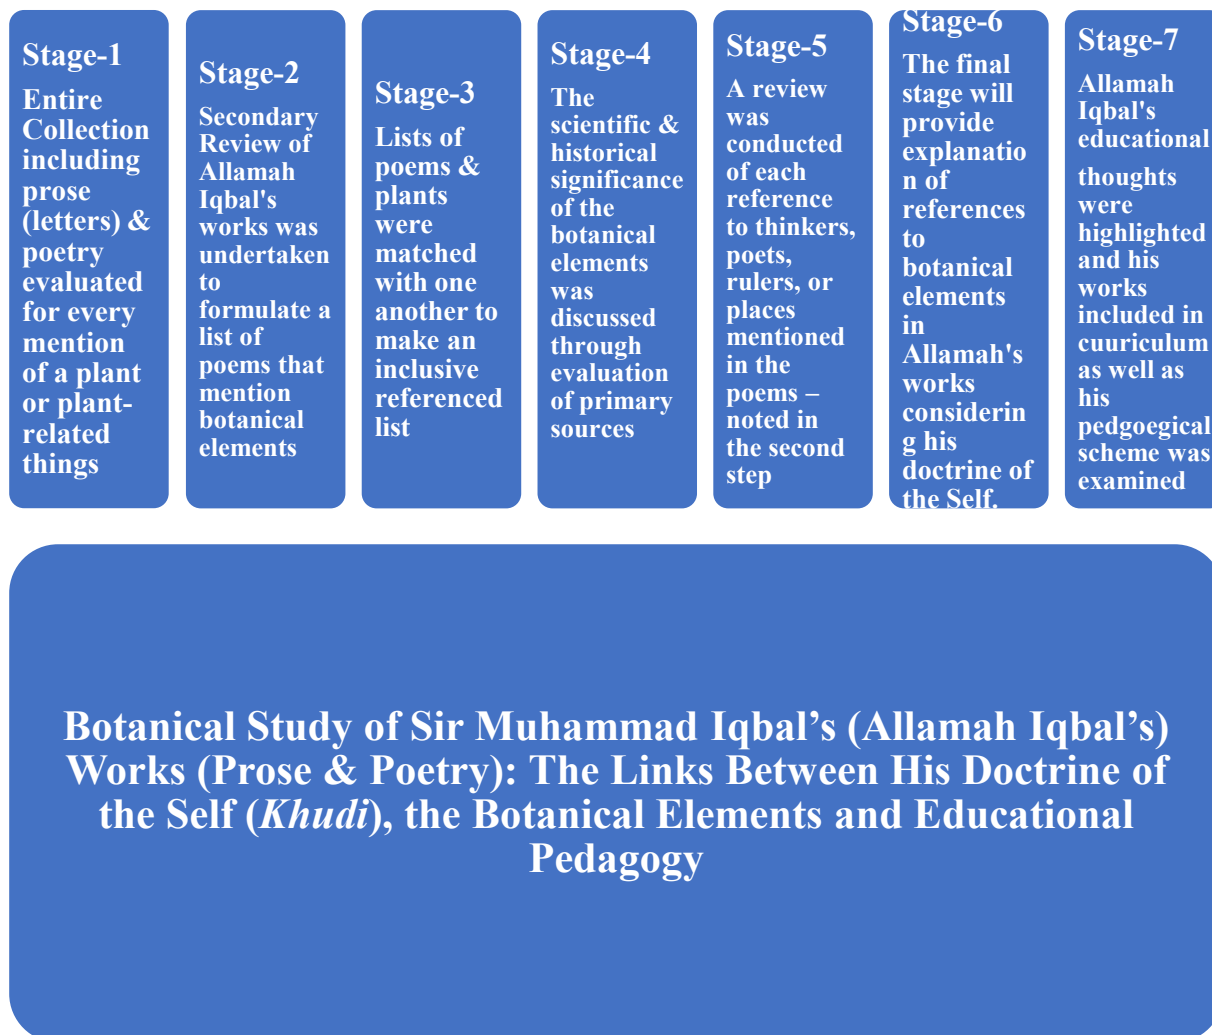 Stage-1
Entire
Collection
including
prose
(letters) &
poetry
evaluated
for every
mention
of a plant
or plant-
related
things
Stage-2
Secondary
Review of
Allamah
Iqbal's
works was
undertaken
to
formulate a
list of
poems that
mention
botanical
elements
Stage-3
Lists of
poems &
plants
were
matched
with one
another to
make an
inclusive
referenced
list
Stage-4
The
scientific &
historical
significance
of the
botanical
elements
was
discussed
through
evaluation
of primary
sources
Stage-5
A review
was
conducted
of each
reference
to thinkers,
poets,
rulers, or
places
mentioned
in the
poems –
noted in
the second
step
Stage-6
The final
stage will
provide
explanatio
n of
references
to
botanical
elements
in
Allamah's
works
considerin
g his
doctrine of
the Self.
Stage-7
Allamah
Iqbal's
educational
thoughts
were
highlighted
and his
works
included in
cuuriculum
as well as
his
pedgoegical
scheme was
examined
Botanical Study of Sir Muhammad Iqbal’s (Allamah Iqbal’s)
Works (Prose & Poetry): The Links Between His Doctrine of
the Self (Khudi), the Botanical Elements and Educational
Pedagogy